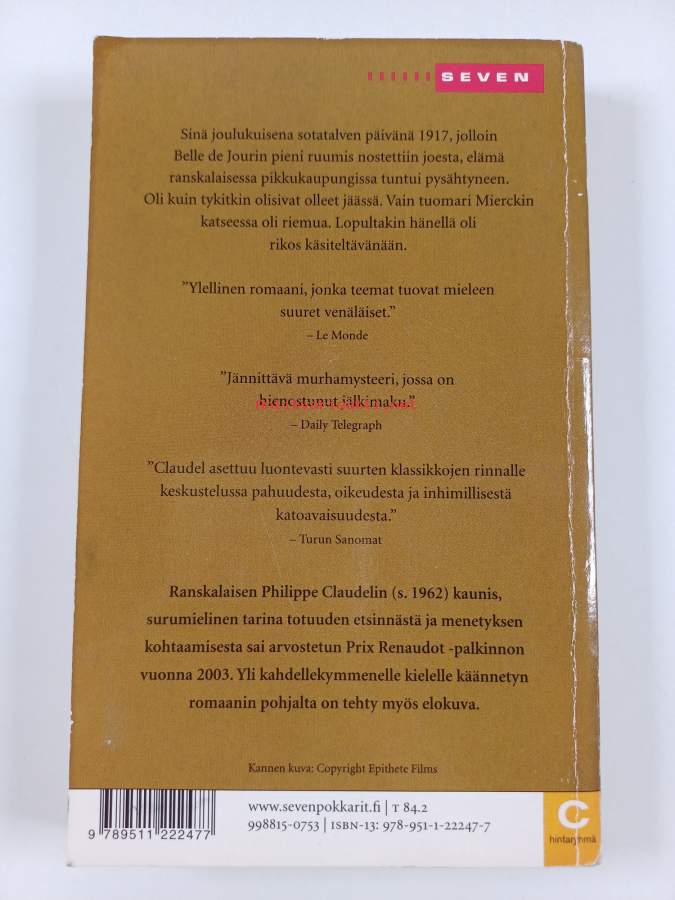 SEVEN
Sinä joulukuisena sotatalven päivänä 1917, jolloin
Belle de Jourin pieni ruumis nostettiin joesta, elämä
ranskalaisessa pikkukaupungissa tuntui pysähtyneen.
Oli kuin tykitkin olisivat olleet jäässä. Vain tuomari Mierckin
katseessa oli riemua. Lopultakin hänellä oli
rikos käsiteltävänään.
”Ylellinen romaani, jonka teemat tuovat mieleen
suuret venäläiset.”
– Le Monde
”Jännittävä murhamysteeri, jossa on
hienostunut jälkimaku.”
– Daily Telegraph
”Claudel asettuu luontevasti suurten klassikkojen rinnalle
keskustelussa pahuudesta, oikeudesta ja inhimillisestä
katoavaisuudesta.”
– Turun Sanomat
Ranskalaisen Philippe Claudelin (s. 1962) kaunis,
surumielinen tarina totuuden etsinnästä ja menetyksen
kohtaamisesta sai arvostetun Prix Renaudot -palkinnon
vuonna 2003. Yli kahdellekymmenelle kielelle käännetyn
romaanin pohjalta on tehty myös elokuva.
Kannen kuva: Copyright Epithete Films
www.sevenpokkarit.fi | T 84.2
998815-0753 | ISBN-13: 978-951-1-22247-7
9 789511 222477
C
hintaryhmä